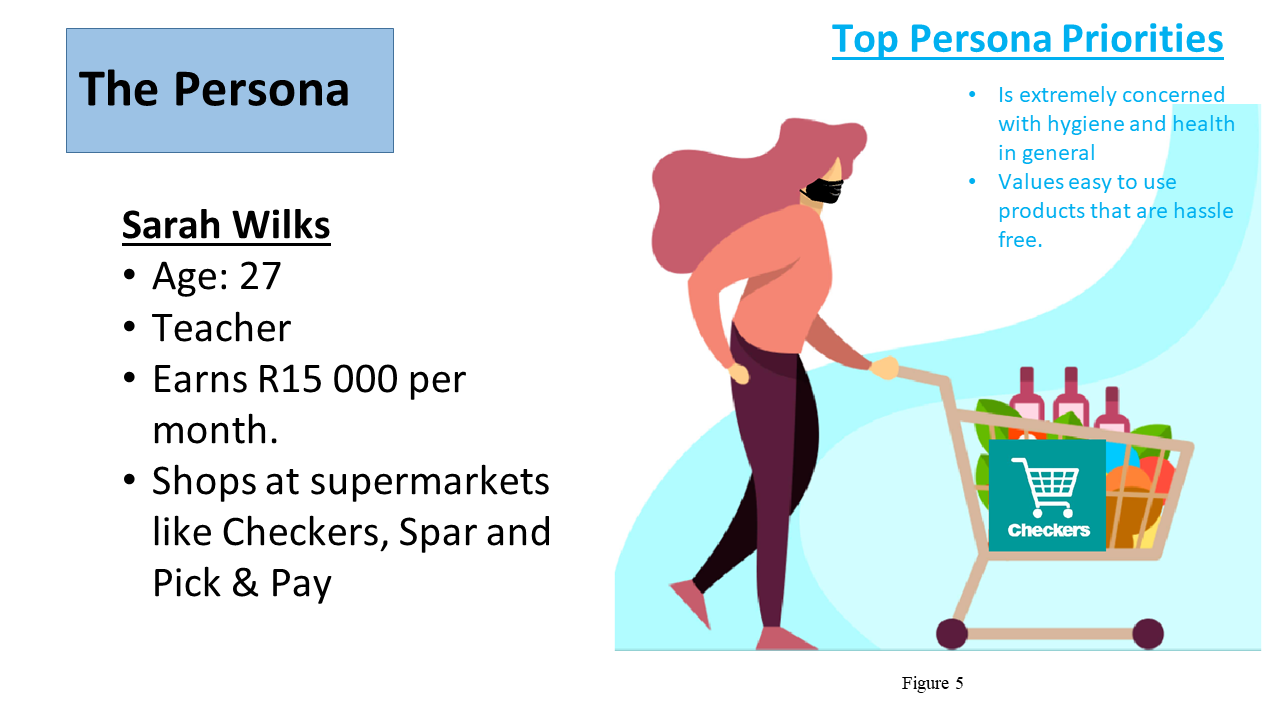 The Persona
Sarah Wilks
• Age: 27
• Teacher
• Earns R15 000 per
month.
• Shops at supermarkets
like Checkers, Spar and
Pick & Pay
Top Persona Priorities
• Is extremely concerned
with hygiene and health
in general
• Values easy to use
products that are hassle
free.
Checkers
Figure 5